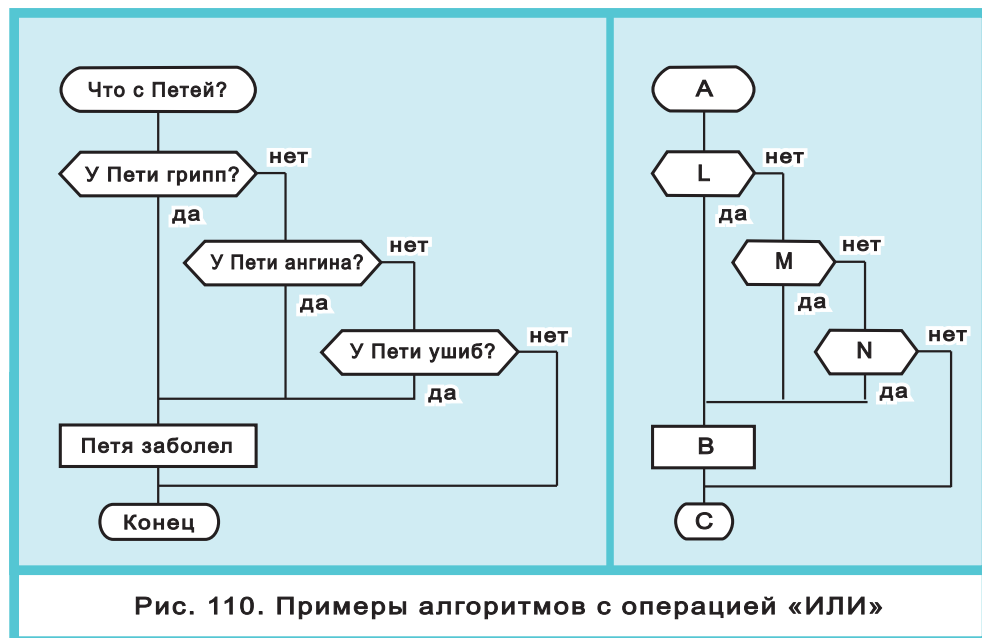 Что с Петей?
У Пети грипп?
нет
да
У Пети ангина?
нет
да
У Пети ушиб?
нет
да
Петя заболел
Конец
А
L
нет
да
M
нет
да
N
нет
да
B
C
Рис. 110. Примеры алгоритмов с операцией «ИЛИ»